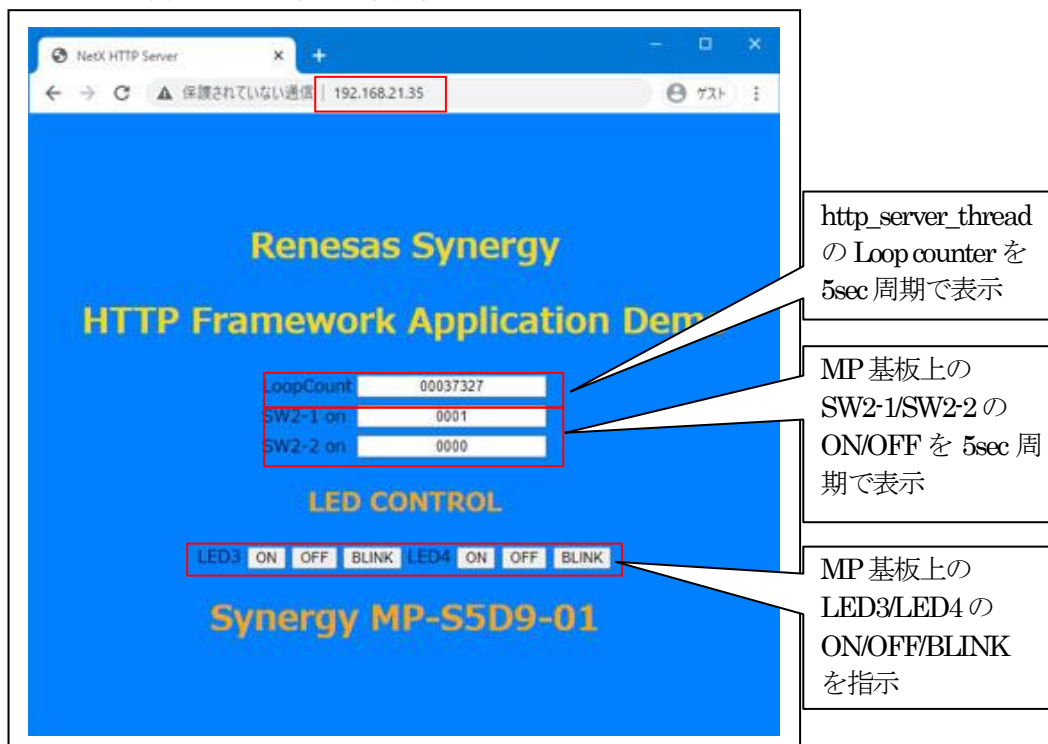 NetX HTTP Server
保護されていない通信 | 192.168.21.35
ゲスト
Renesas Synergy
HTTP Framework Application Dem
LoopCount 00037327
SW2-1 on 0001
SW2-2 on 0000
LED CONTROL
LED3 ON OFF BLINK LED4 ON OFF BLINK
Synergy MP-S5D9-01
http_server_thread
の Loop counter を
5sec 周期で表示
MP 基板上の
SW2-1/SW2-2 の
ON/OFF を 5sec 周
期で表示
MP 基板上の
LED3/LED4 の
ON/OFF/BLINK
を指示